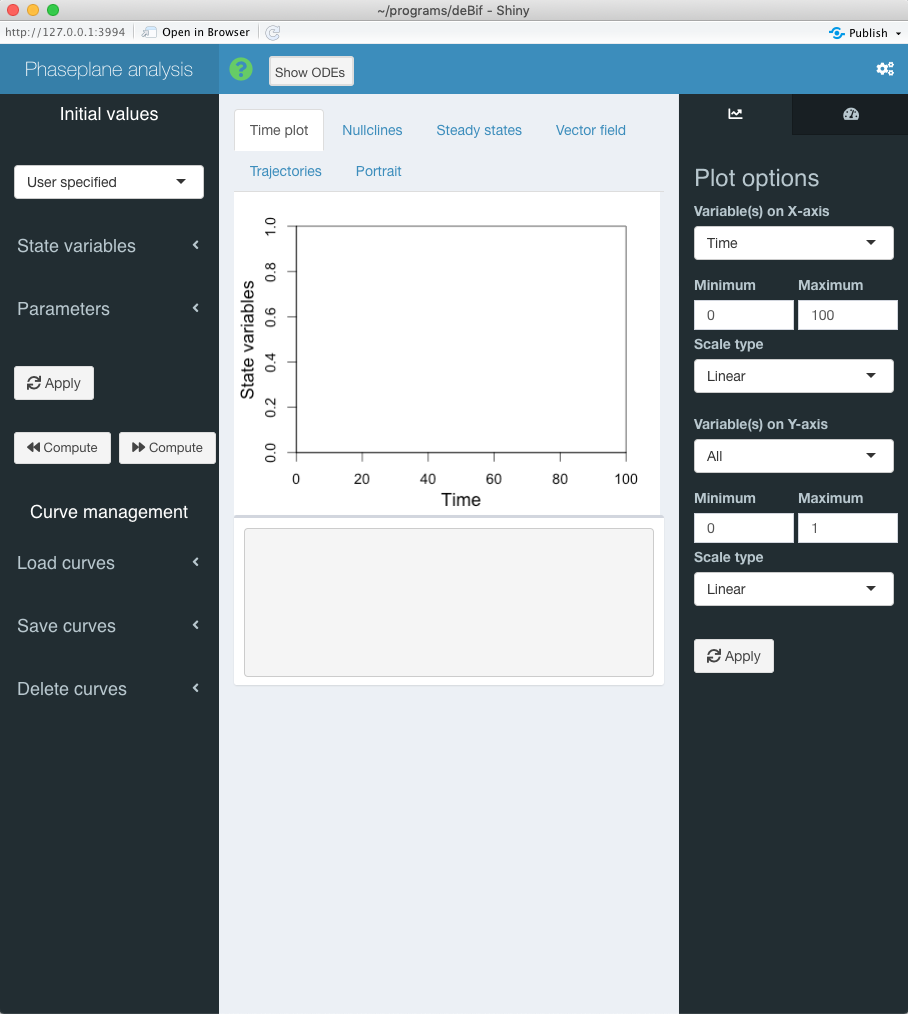 ~/programs/deBif - Shiny
http://127.0.0.1:3994 Open in Browser Publish
Phaseplane analysis ? Show ODEs
Initial values
User specified
State variables
Parameters
Apply
Compute Compute
Curve management
Load curves
Save curves
Delete curves
Time plot Nullclines Steady states Vector field
Trajectories Portrait
State variables
1.0
0.8
0.6
0.4
0.2
0.0
0 20 40 60 80 100
Time
Plot options
Variable(s) on X-axis
Time
Minimum Maximum
0 100
Scale type
Linear
Variable(s) on Y-axis
All
Minimum Maximum
0 1
Scale type
Linear
Apply